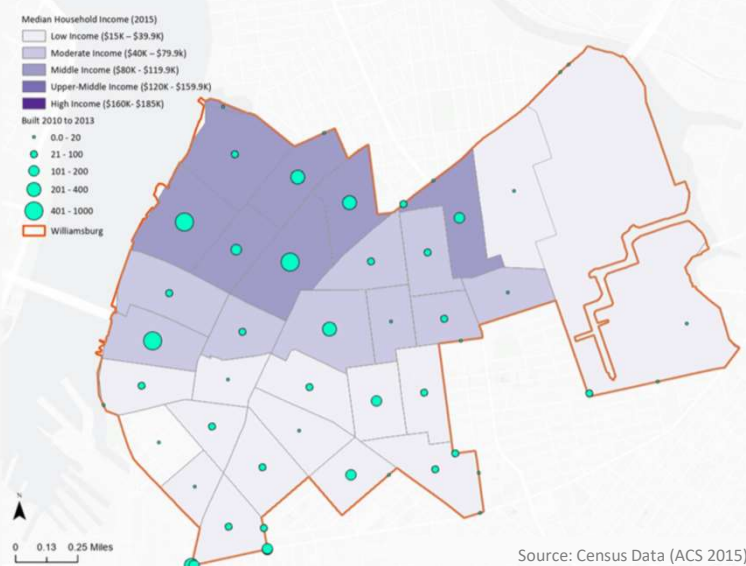 Median Household Income (2015)
Low Income ($15K – $39.9K)
Moderate Income ($40K – $79.9k)
Middle Income ($80K - $119.9K)
Upper-Middle Income ($120K - $159.9K)
High Income ($160K- $185K)
Built 2010 to 2013
0.0 - 20
21 - 100
101 - 200
201 - 400
401 - 1000
Williamsburg
N
0 0.13 0.25 Miles
Source: Census Data (ACS 2015)